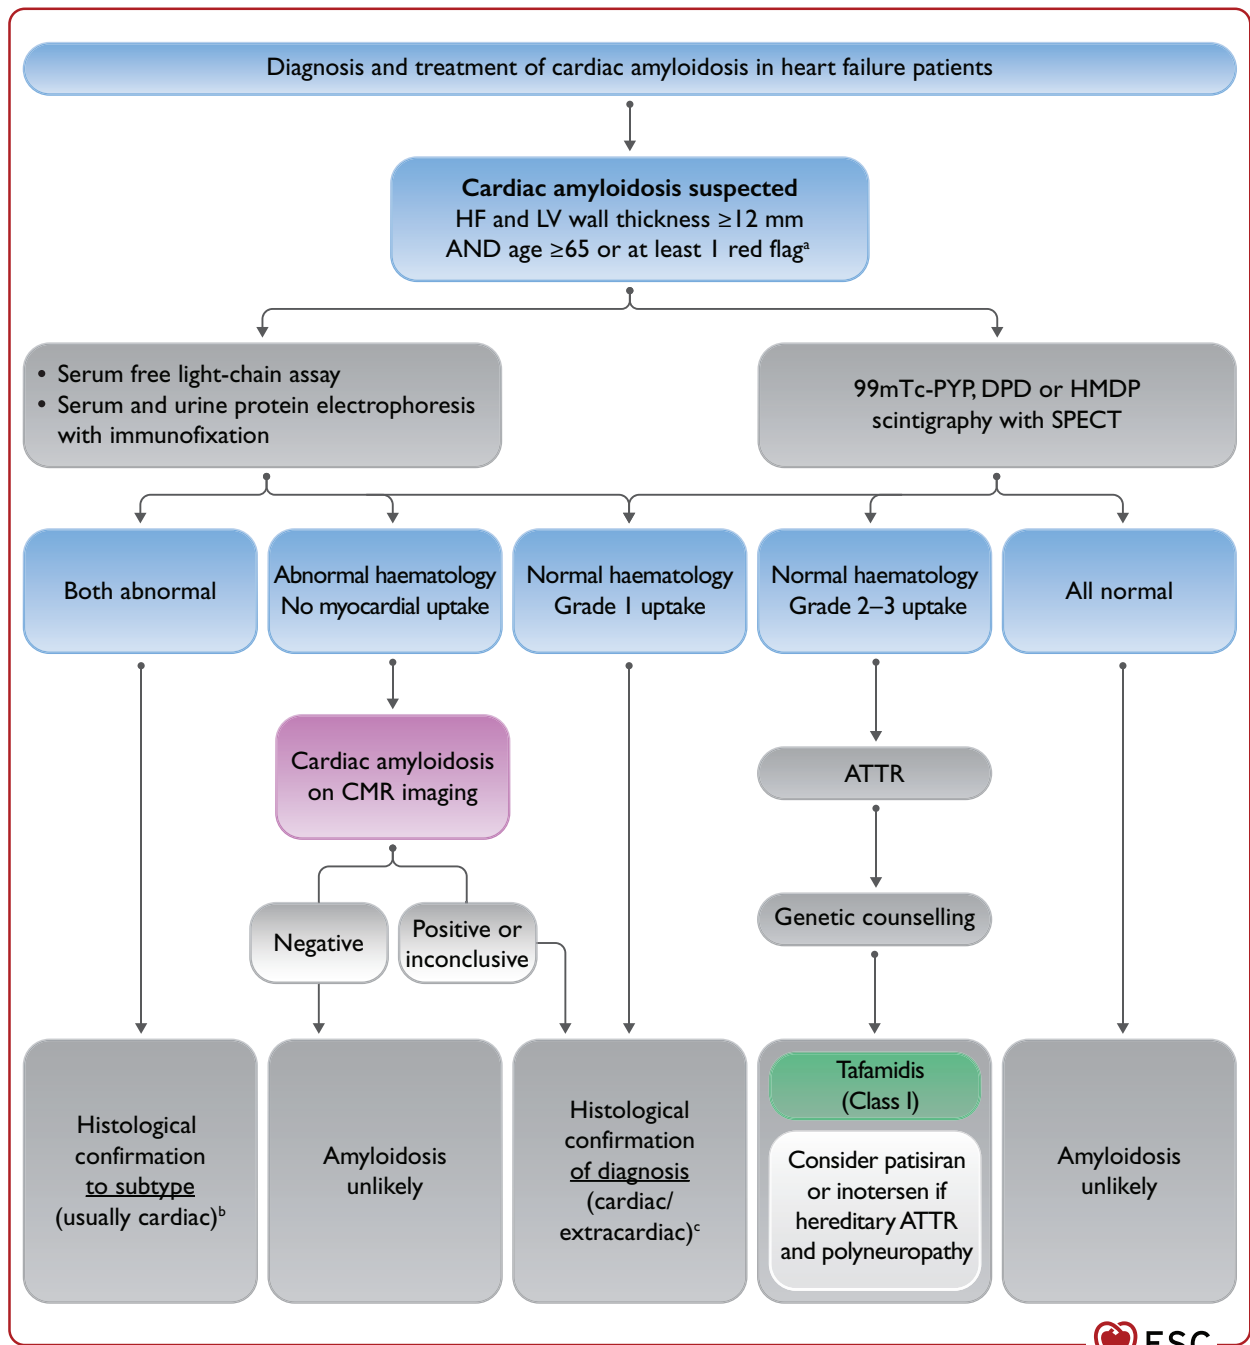 Diagnosis and treatment of cardiac amyloidosis in heart failure patients
Cardiac amyloidosis suspected
HF and LV wall thickness ≥12 mm
AND age ≥65 or at least 1 red flagᵃ
• Serum free light-chain assay
• Serum and urine protein electrophoresis
with immunofixation
99mTc-PYP, DPD or HMDP
scintigraphy with SPECT
Both abnormal
Abnormal haematology
No myocardial uptake
Normal haematology
Grade 1 uptake
Normal haematology
Grade 2–3 uptake
All normal
Cardiac amyloidosis
on CMR imaging
ATTR
Genetic counselling
Negative
Positive or
inconclusive
Histological
confirmation
to subtype
(usually cardiac)ᵇ
Amyloidosis
unlikely
Histological
confirmation
of diagnosis
(cardiac/
extracardiac)ᶜ
Tafamidis
(Class I)
Consider patisiran
or inotersen if
hereditary ATTR
and polyneuropathy
Amyloidosis
unlikely
ESC